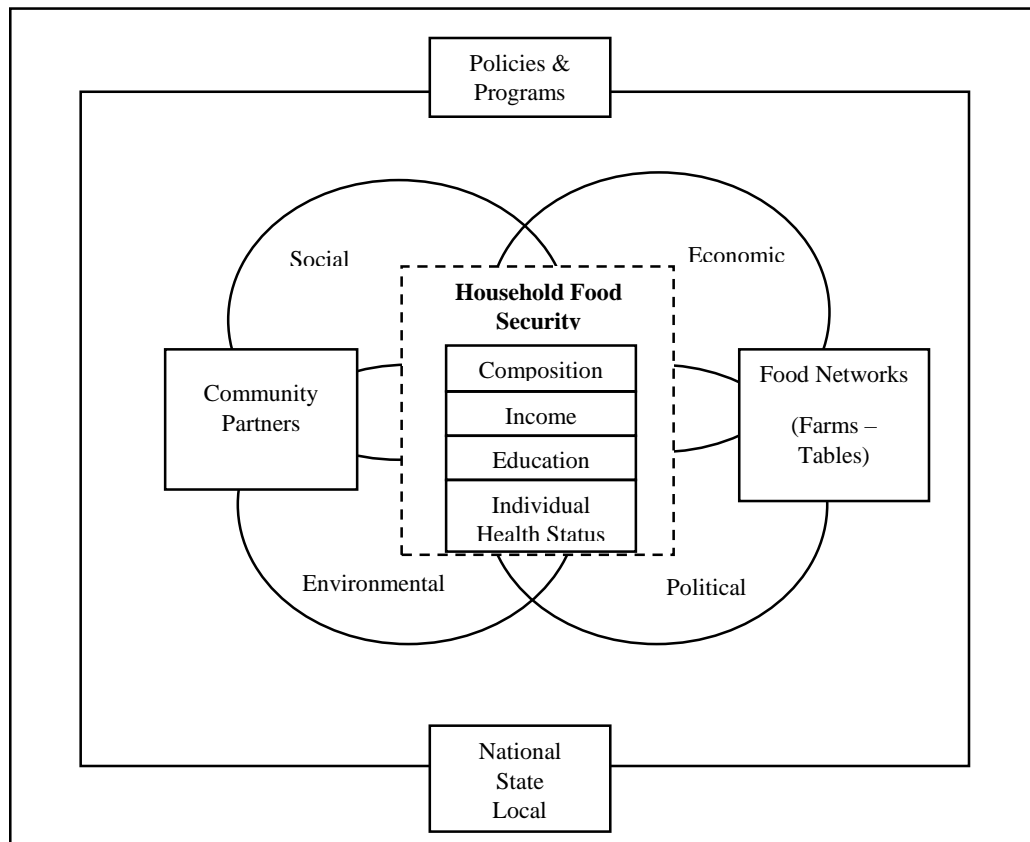 Policies &
Programs
Social
Economic
Household Food
Security
Composition
Income
Education
Individual
Health Status
Community
Partners
Food Networks
(Farms –
Tables)
Environmental
Political
National
State
Local